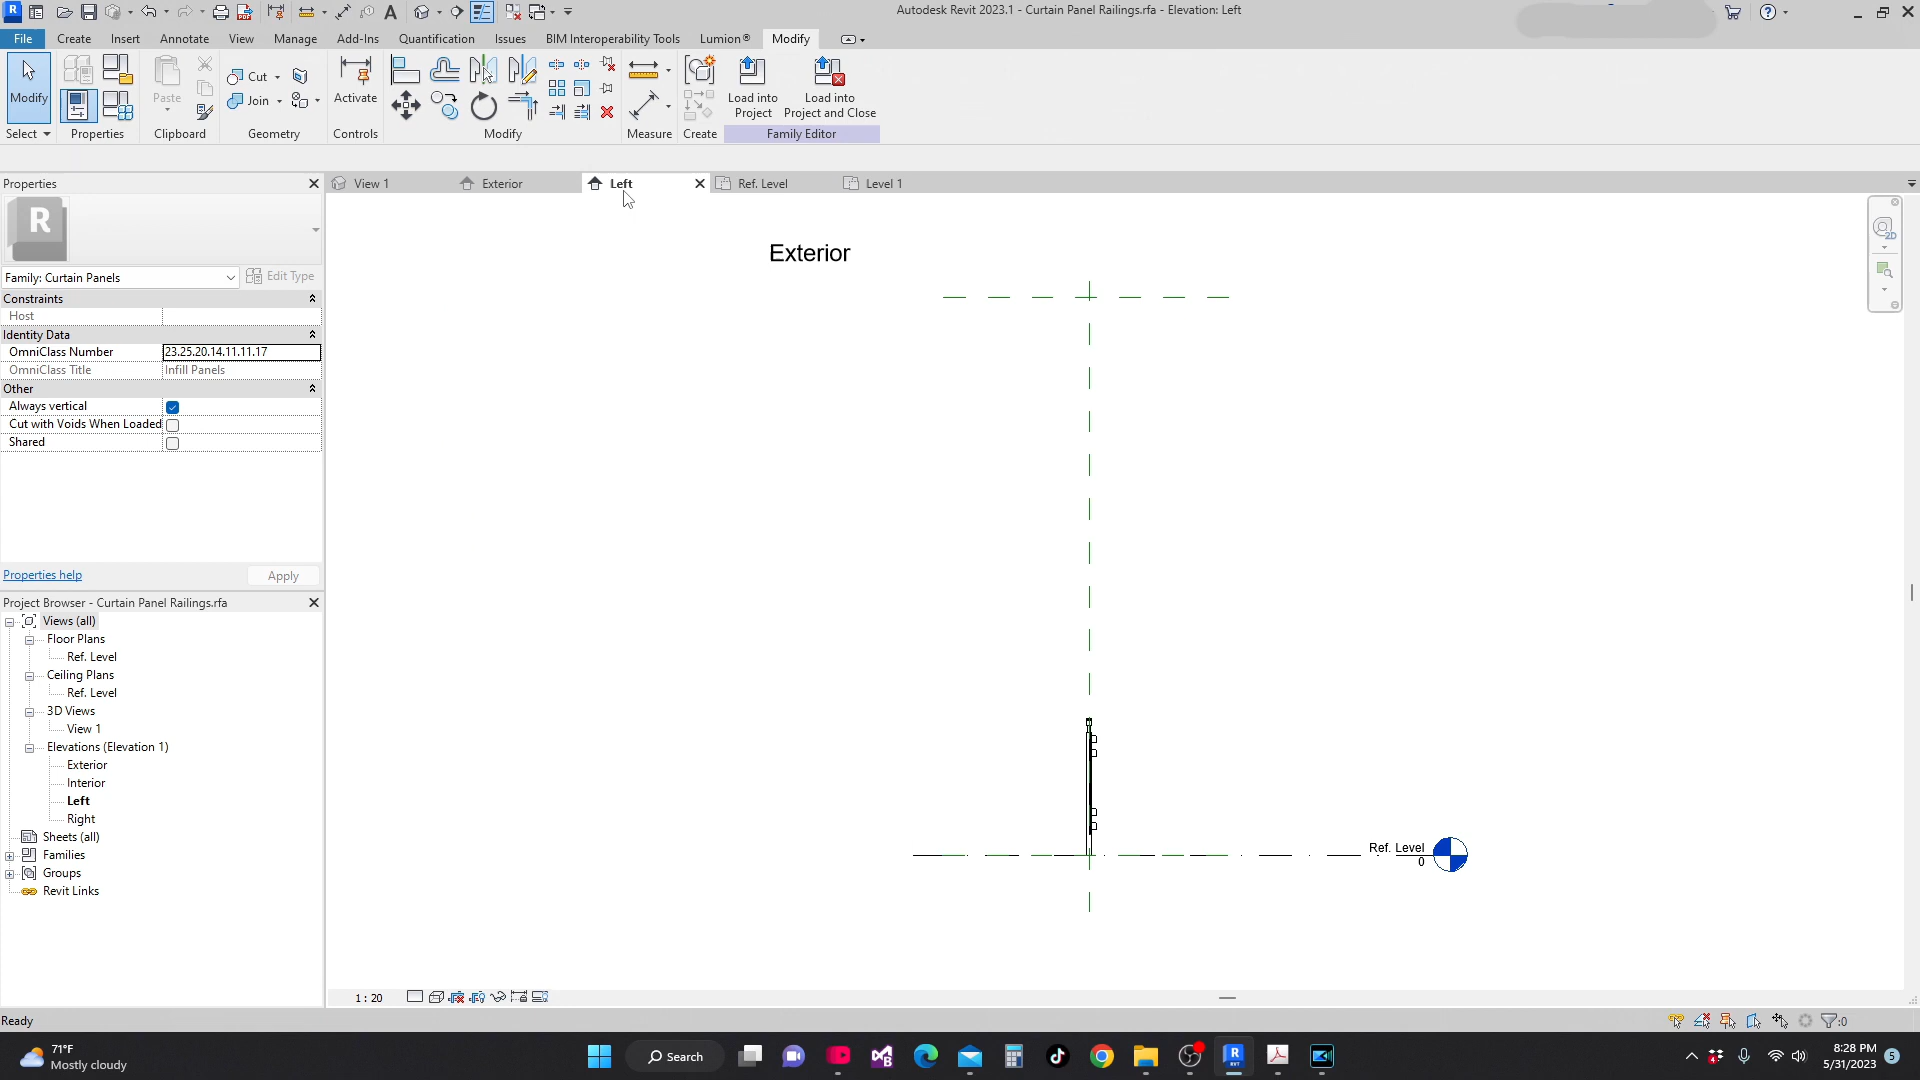 Autodesk Revit 2023.1 - Curtain Panel Railings.rfa - Elevation: Left
File Create Insert Annotate View Manage Add-Ins Quantification Issues BIM Interoperability Tools Lumion® Modify
Modify
Paste
Cut
Join
Activate
Load into
Project
Load into
Project and Close
Select Properties Clipboard Geometry Controls Modify Measure Create Family Editor
Properties
View 1
Exterior
Left
Ref. Level
Level 1
R
Family: Curtain Panels
Edit Type
Constraints
Host
Identity Data
OmniClass Number 23.25.20.14.11.11.17
OmniClass Title Infill Panels
Other
Always vertical
Cut with Voids When Loaded
Shared
Properties help
Apply
Project Browser - Curtain Panel Railings.rfa
Views (all)
Floor Plans
Ref. Level
Ceiling Plans
Ref. Level
3D Views
View 1
Elevations (Elevation 1)
Exterior
Interior
Left
Right
Sheets (all)
Families
Groups
Revit Links
Exterior
Ref. Level
0
2D
1 : 20
Ready
:0
71°F
Mostly cloudy
Search
8:28 PM
5/31/2023
5